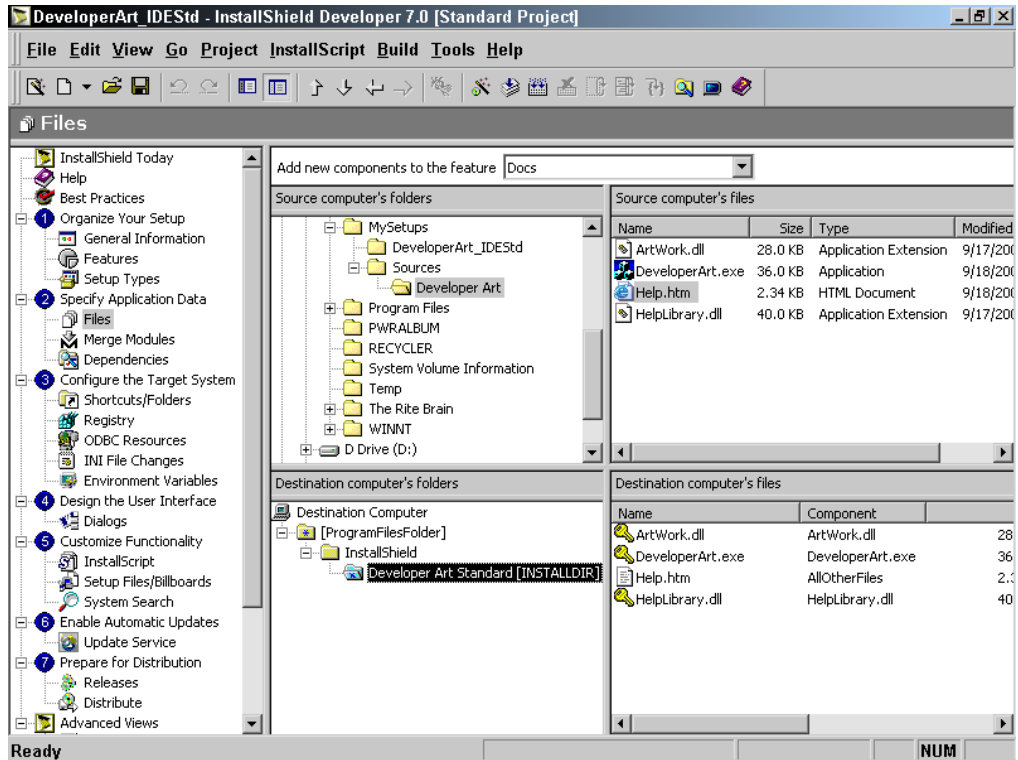 DeveloperArt_IDEStd - InstallShield Developer 7.0 [Standard Project]
File Edit View Go Project InstallScript Build Tools Help
Files
InstallShield Today
Help
Best Practices
1 Organize Your Setup
General Information
Features
Setup Types
2 Specify Application Data
Files
Merge Modules
Dependencies
3 Configure the Target System
Shortcuts/Folders
Registry
ODBC Resources
INI File Changes
Environment Variables
4 Design the User Interface
Dialogs
5 Customize Functionality
InstallScript
Setup Files/Billboards
System Search
6 Enable Automatic Updates
Update Service
7 Prepare for Distribution
Releases
Distribute
Advanced Views
Add new components to the feature Docs
Source computer's folders
MySetups
DeveloperArt_IDEStd
Sources
Developer Art
Program Files
PWRALBUM
RECYCLER
System Volume Information
Temp
The Rite Brain
WINNT
D Drive (D:)
Source computer's files
Name Size Type Modified
ArtWork.dll 28.0 KB Application Extension 9/17/200
DeveloperArt.exe 36.0 KB Application 9/18/200
Help.htm 2.34 KB HTML Document 9/18/200
HelpLibrary.dll 40.0 KB Application Extension 9/17/200
Destination computer's folders
Destination Computer
[ProgramFilesFolder]
InstallShield
Developer Art Standard [INSTALLDIR]
Destination computer's files
Name Component
ArtWork.dll ArtWork.dll 28
DeveloperArt.exe DeveloperArt.exe 36
Help.htm AllOtherFiles 2.
HelpLibrary.dll HelpLibrary.dll 40
Ready NUM